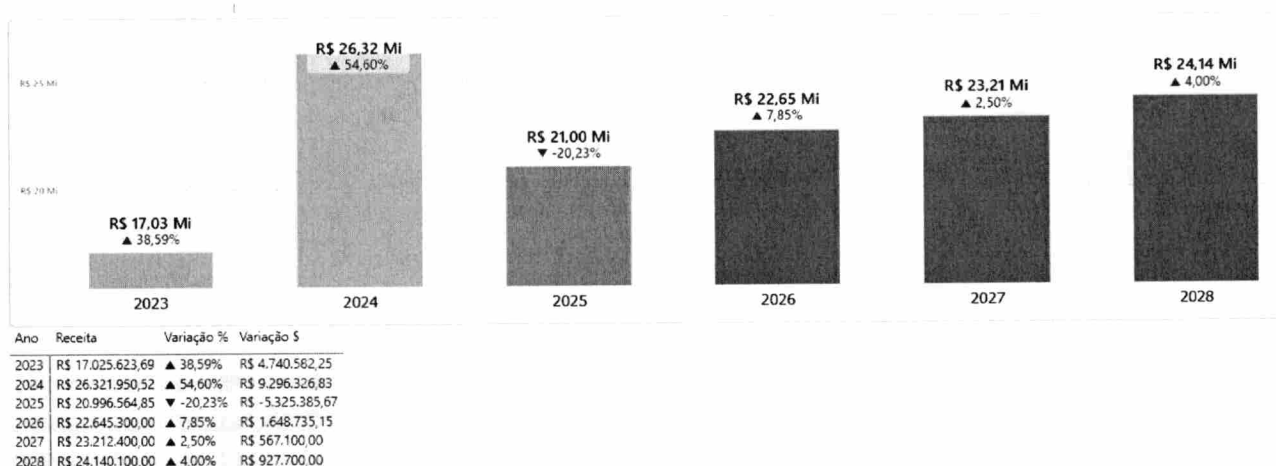 R$ 26,32 Mi
▲ 54,60%
R$ 25 Mi
R$ 24,14 Mi
▲ 4,00%
R$ 23,21 Mi
▲ 2,50%
R$ 22,65 Mi
▲ 7,85%
R$ 21,00 Mi
▼ -20,23%
R$ 20 Mi
R$ 17,03 Mi
▲ 38,59%
2023 2024 2025 2026 2027 2028
Ano Receita Variação % Variação $
2023 R$ 17.025.623,69 ▲ 38,59% R$ 4.740.582,25
2024 R$ 26.321.950,52 ▲ 54,60% R$ 9.296.326,83
2025 R$ 20.996.564,85 ▼ -20,23% R$ -5.325.385,67
2026 R$ 22.645.300,00 ▲ 7,85% R$ 1.648.735,15
2027 R$ 23.212.400,00 ▲ 2,50% R$ 567.100,00
2028 R$ 24.140.100,00 ▲ 4,00% R$ 927.700,00